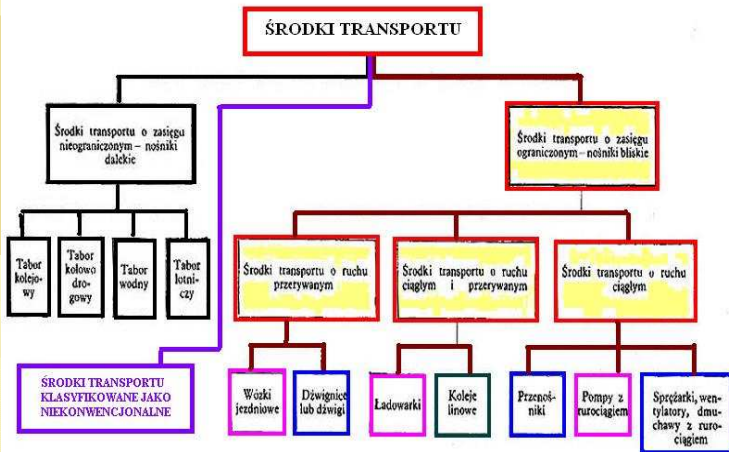 ŚRODKI TRANSPORTU
Środki transportu o zasięgu
nieograniczonym – nośniki
dalekie
Środki transportu o zasięgu
ograniczonym – nośniki bliskie
Tabor
kolejo-
wy
Tabor
kołowo
dro-
gowy
Tabor
wodny
Tabor
lotni-
czy
Środki transportu o ruchu
przerywanym
Środki transportu o ruchu
ciągłym i przerywanym
Środki transportu o ruchu
ciągłym
ŚRODKI TRANSPORTU
KLASYFIKOWANE JAKO
NIEKONWENCJONALNE
Wózki
jezdniowe
Dźwignice
lub dźwigi
Ładowarki
Koleje
linowe
Przenoś-
niki
Pompy z
rurociągiem
Sprężarki, wen-
tylatory, dmu-
chawy z ruro-
ciągiem